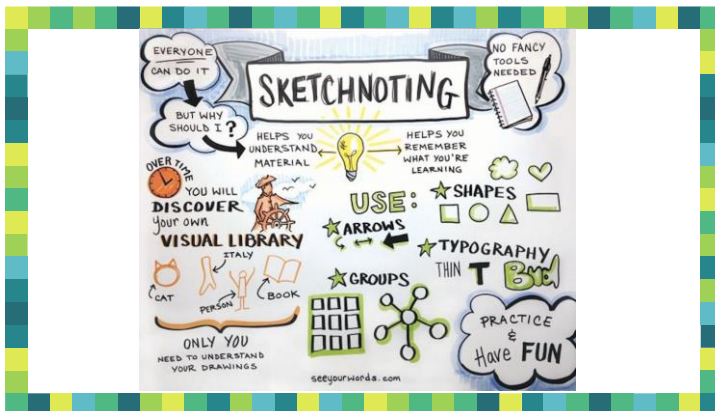 EVERYONE
CAN DO IT
SKETCHNOTING
NO FANCY
TOOLS
NEEDED
BUT WHY
SHOULD I?
HELPS YOU
UNDERSTAND
MATERIAL
HELPS YOU
REMEMBER
WHAT YOU'RE
LEARNING
OVER TIME
YOU WILL
DISCOVER
your own
VISUAL LIBRARY
CAT
ITALY
PERSON
BOOK
ONLY YOU
NEED TO UNDERSTAND
YOUR DRAWINGS
USE:
SHAPES
ARROWS
TYPOGRAPHY
THIN T
GROUPS
PRACTICE
&
Have FUN
seeyourwords.com